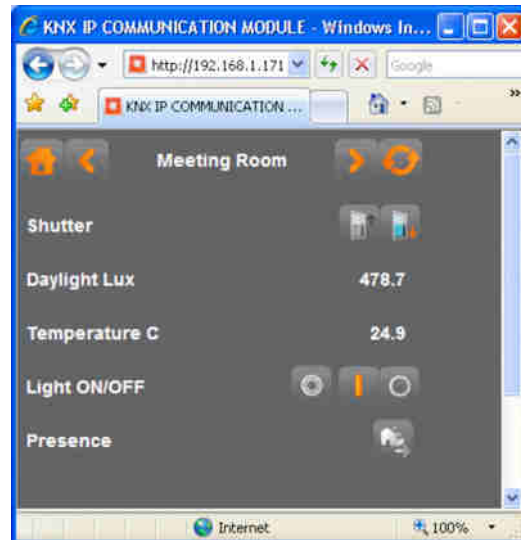 KNX IP COMMUNICATION MODULE - Windows In...
http://192.168.1.171
Google
KNX IP COMMUNICATION ...
Meeting Room
Shutter
Daylight Lux 478.7
Temperature C 24.9
Light ON/OFF
Presence
Internet 100%